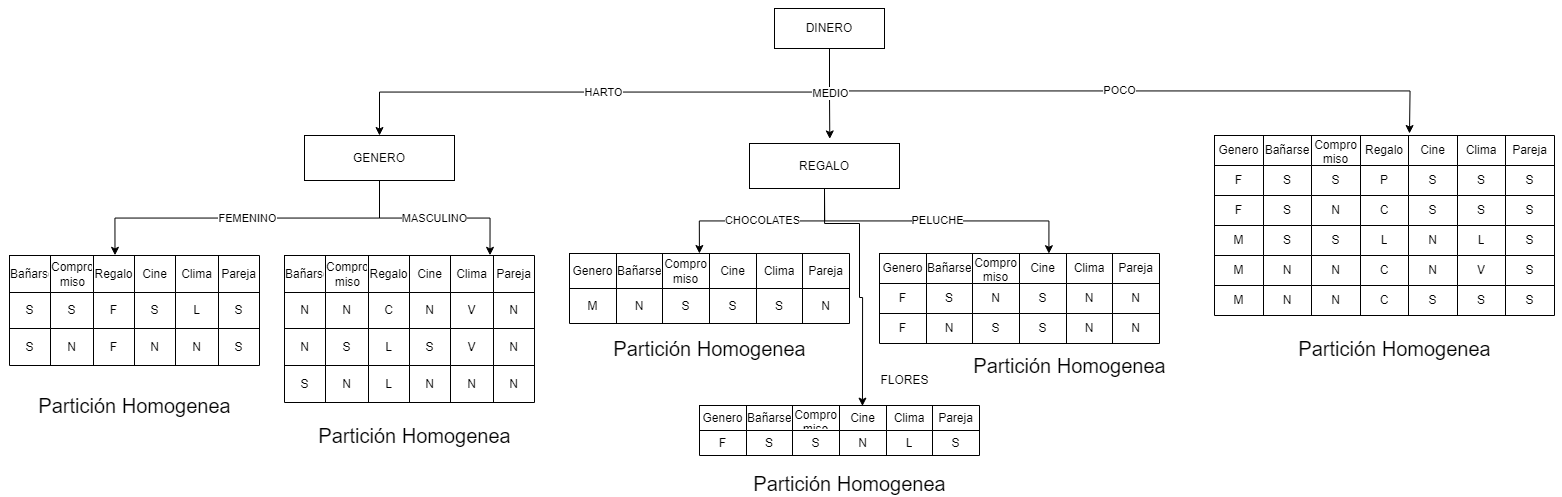 DINERO
HARTO
MEDIO
POCO
GENERO
REGALO
Genero Bañarse Compro miso Regalo Cine Clima Pareja
F S S P S S S
F S N C S S S
M S S L N L S
M N N C N V S
M N N C S S S
Partición Homogenea
FEMENINO
MASCULINO
Bañars Compro miso Regalo Cine Clima Pareja
S S F S L S
S N F N N S
Partición Homogenea
Bañars Compro miso Regalo Cine Clima Pareja
N N C N V N
N S L S V N
S N L N N N
Partición Homogenea
CHOCOLATES
PELUCHE
Genero Bañarse Compro miso Cine Clima Pareja
M N S S S N
Partición Homogenea
Genero Bañarse Compro miso Cine Clima Pareja
F S N S N N
F N S S N N
Partición Homogenea
FLORES
Genero Bañarse Compro miso Cine Clima Pareja
F S S N L S
Partición Homogenea